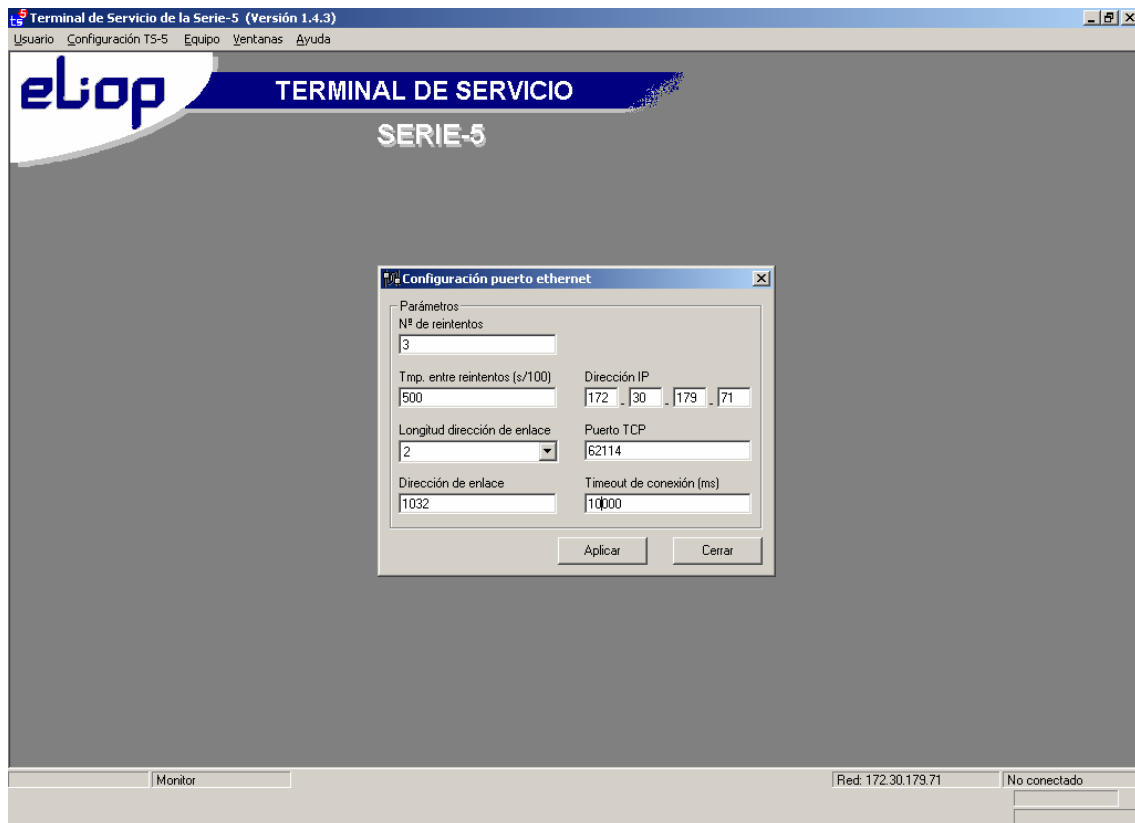 Terminal de Servicio de la Serie-5 (Versión 1.4.3)
Usuario Configuración TS-5 Equipo Ventanas Ayuda
eliop
TERMINAL DE SERVICIO
SERIE-5
Configuración puerto ethernet
Parámetros
Nº de reintentos
3
Tmp. entre reintentos (s/100) Dirección IP
500 172 . 30 . 179 . 71
Longitud dirección de enlace Puerto TCP
2 62114
Dirección de enlace Timeout de conexión (ms)
1032 10000
Aplicar Cerrar
Monitor Red: 172.30.179.71 No conectado